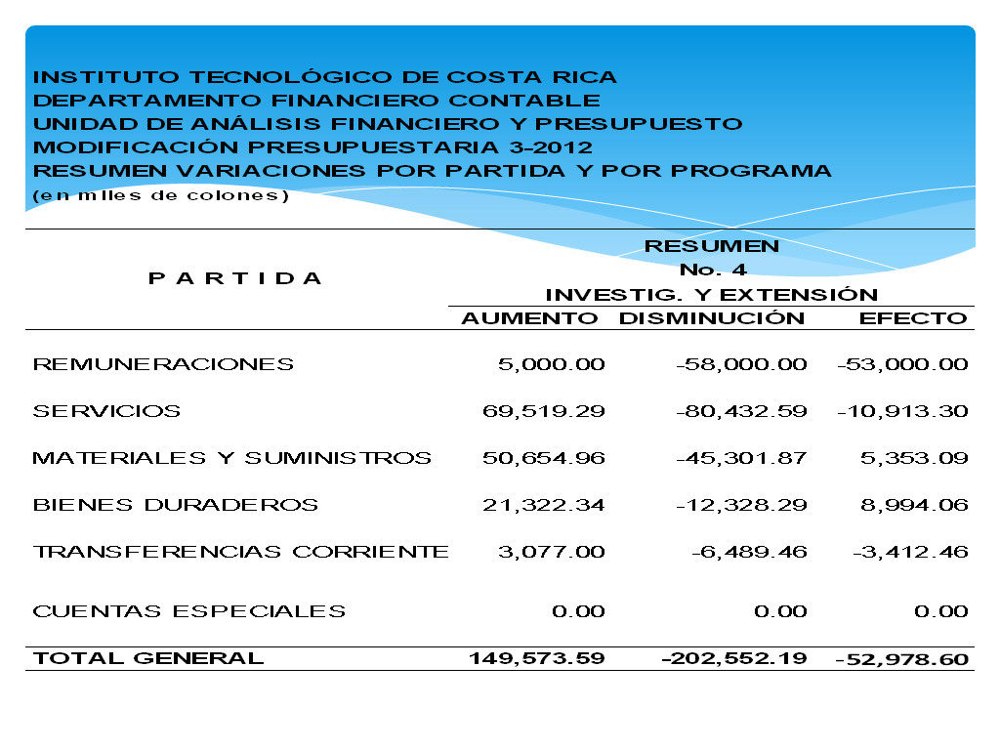 INSTITUTO TECNOLÓGICO DE COSTA RICA
DEPARTAMENTO FINANCIERO CONTABLE
UNIDAD DE ANÁLISIS FINANCIERO Y PRESUPUESTO
MODIFICACIÓN PRESUPUESTARIA 3-2012
RESUMEN VARIACIONES POR PARTIDA Y POR PROGRAMA
(en miles de colones)
RESUMEN
No. 4
P A R T I D A
INVESTIG. Y EXTENSIÓN
AUMENTO DISMINUCIÓN EFECTO
REMUNERACIONES 5,000.00 -58,000.00 -53,000.00
SERVICIOS 69,519.29 -80,432.59 -10,913.30
MATERIALES Y SUMINISTROS 50,654.96 -45,301.87 5,353.09
BIENES DURADEROS 21,322.34 -12,328.29 8,994.06
TRANSFERENCIAS CORRIENTE 3,077.00 -6,489.46 -3,412.46
CUENTAS ESPECIALES 0.00 0.00 0.00
TOTAL GENERAL 149,573.59 -202,552.19 -52,978.60